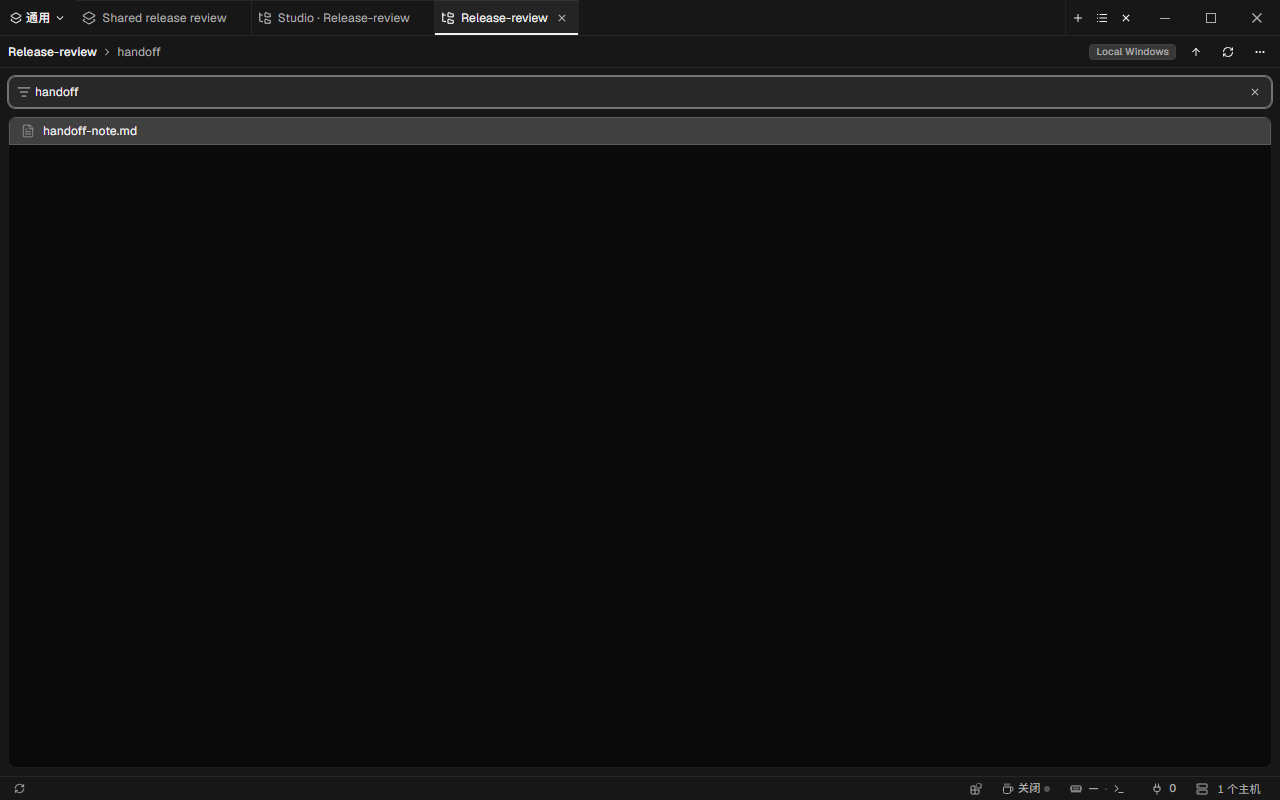 通用
Shared release review
Studio · Release-review
Release-review
Release-review > handoff
Local Windows
handoff
handoff-note.md
关闭
0
1 个主机